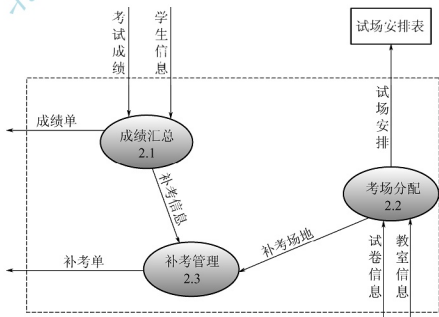 考试成绩
学生信息
试场安排表
试场安排
成绩单
成绩汇总
2.1
补考信息
考场分配
2.2
补考场地
补考单
补考管理
2.3
试卷信息
教室信息